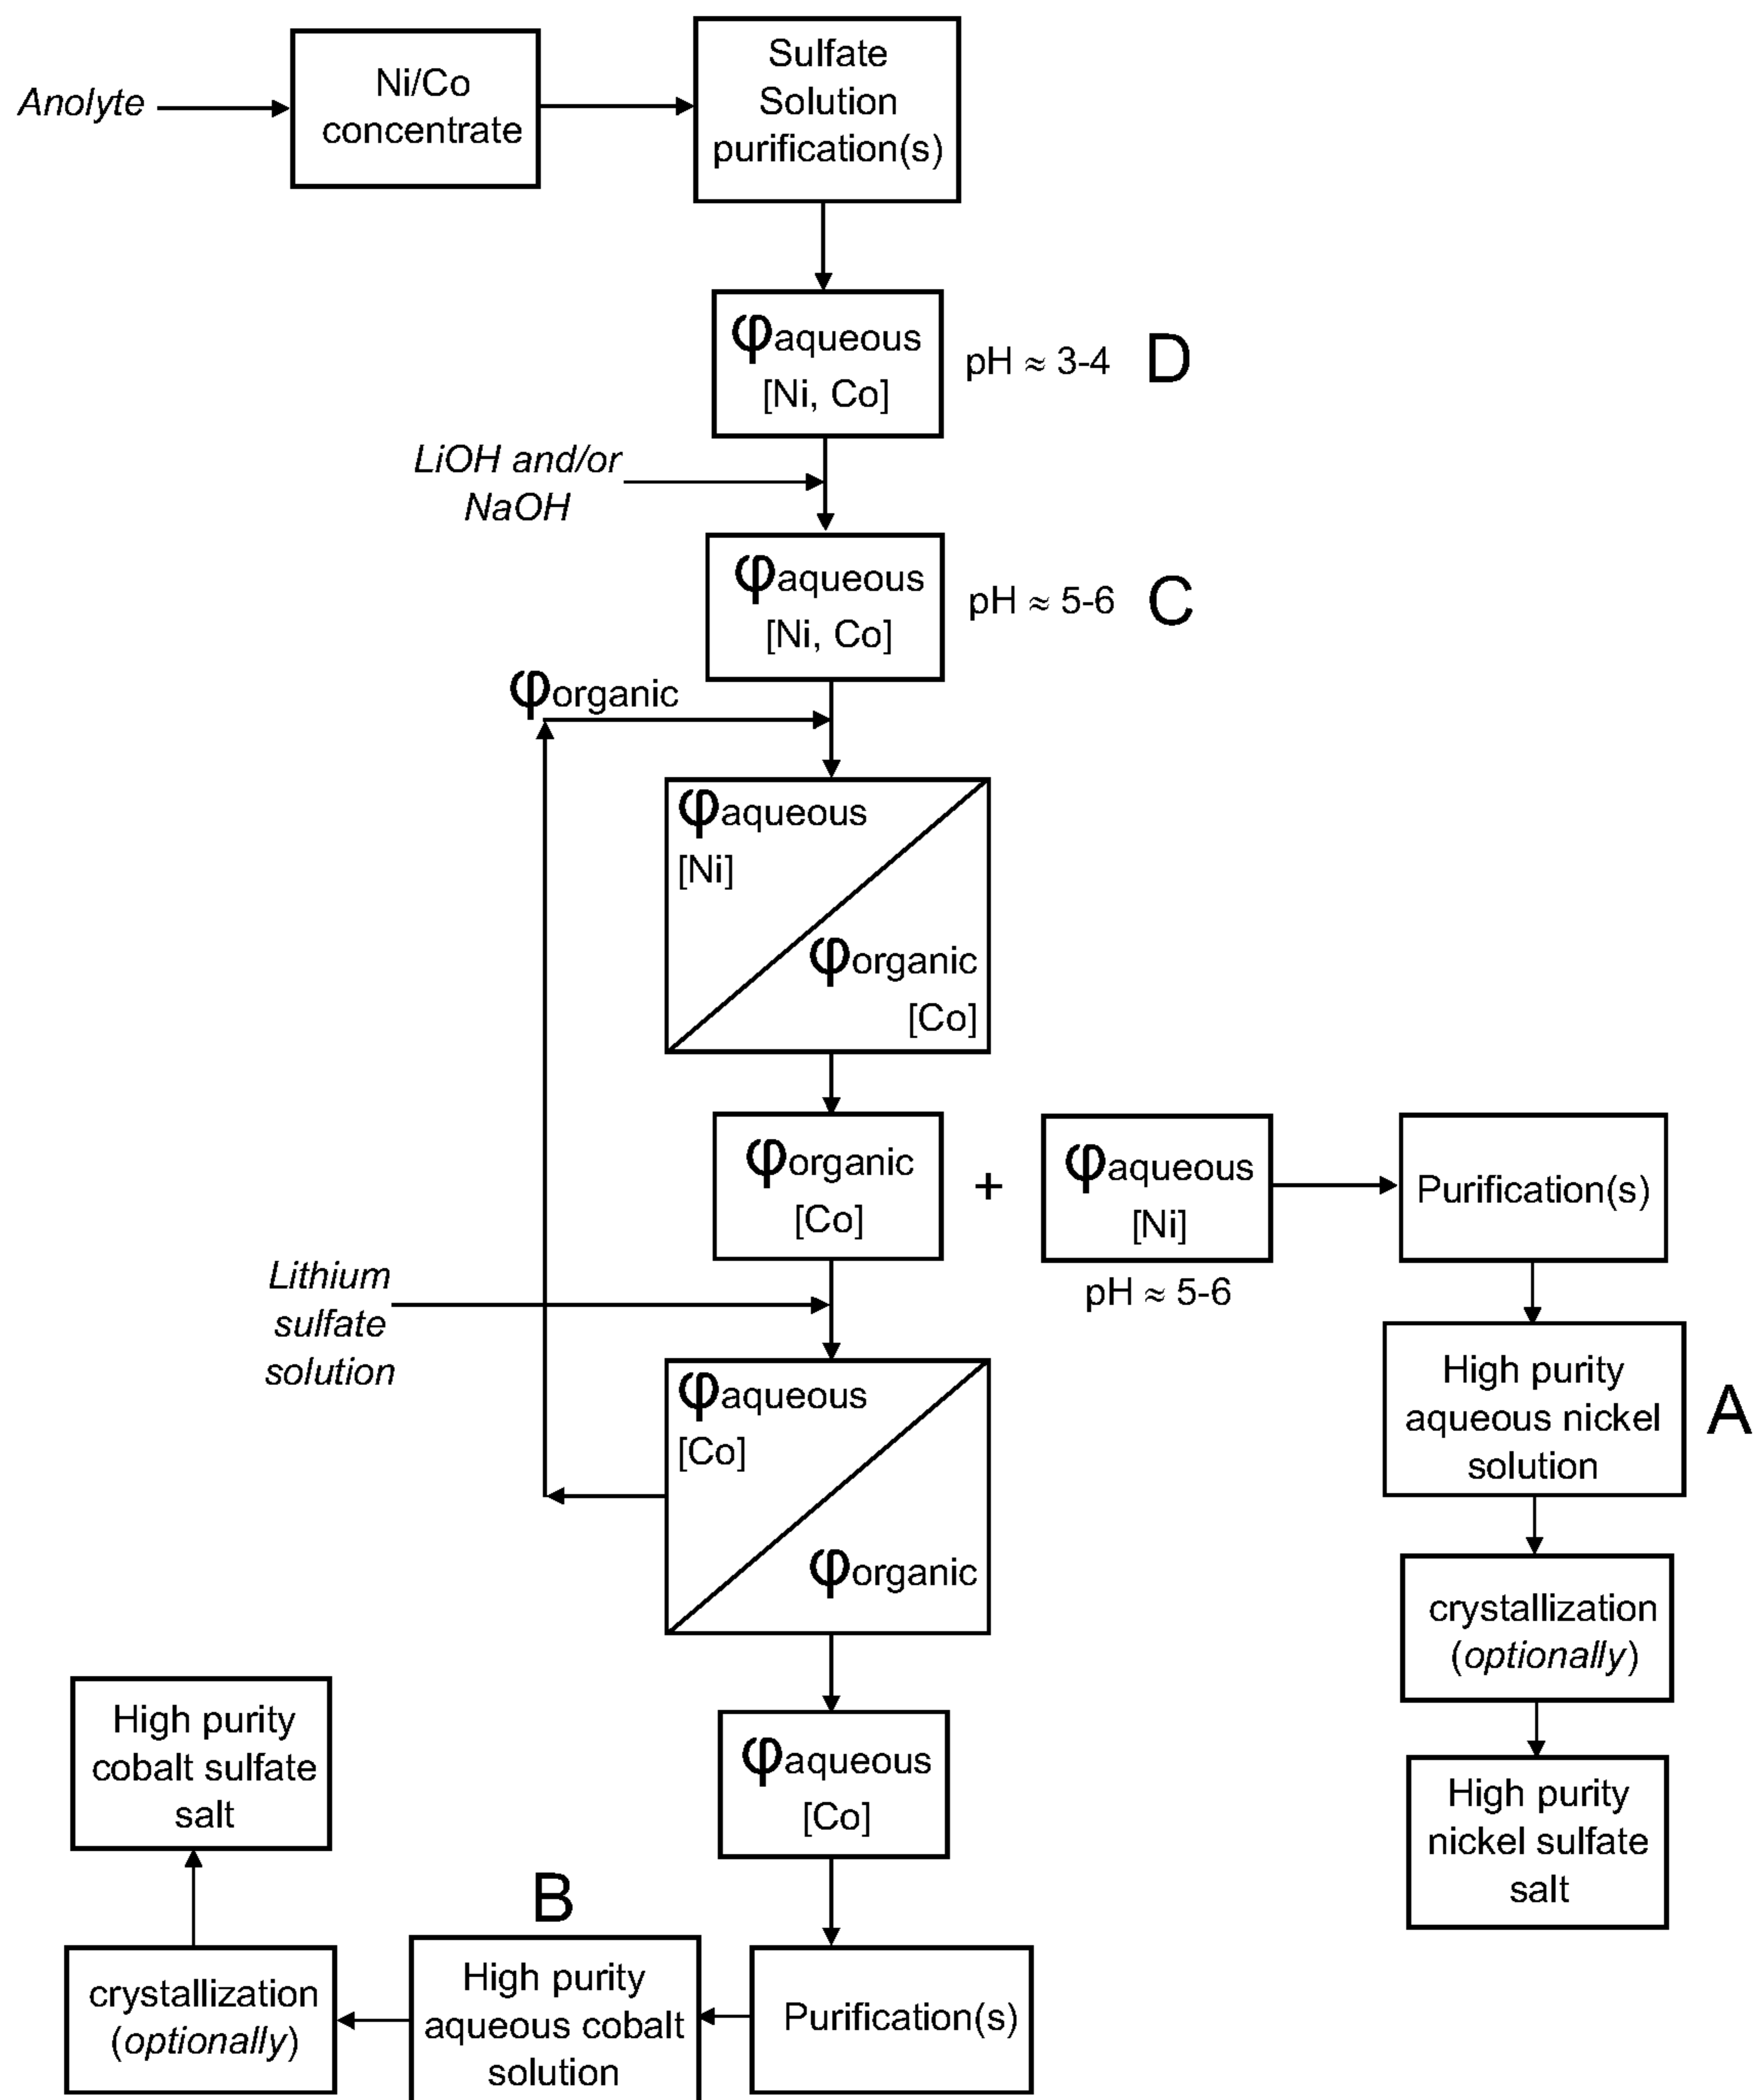 Anolyte
Ni/Co
concentrate
Sulfate
Solution
purification(s)
φaqueous
[Ni, Co]
pH ≈ 3-4
D
LiOH and/or
NaOH
φaqueous
[Ni, Co]
pH ≈ 5-6
C
φorganic
φaqueous
[Ni]
φorganic
[Co]
φorganic
[Co]
+
φaqueous
[Ni]
pH ≈ 5-6
Purification(s)
Lithium
sulfate
solution
High purity
aqueous nickel
solution
A
φaqueous
[Co]
φorganic
crystallization
(optionally)
High purity
nickel sulfate
salt
φaqueous
[Co]
High purity
cobalt sulfate
salt
B
crystallization
(optionally)
High purity
aqueous cobalt
solution
Purification(s)